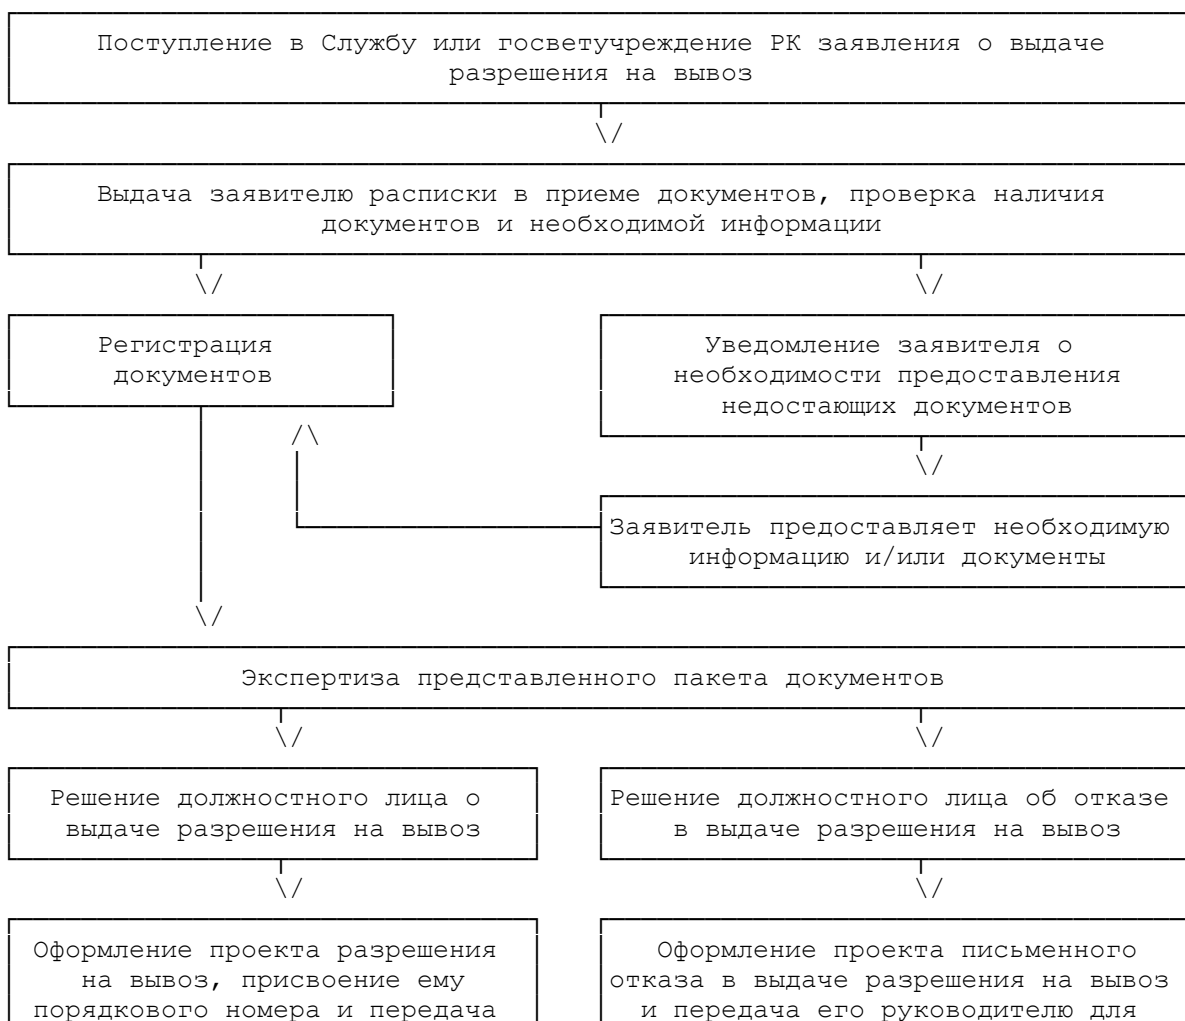 Поступление в Службу или госветучреждение РК заявления о выдаче
разрешения на вывоз
Выдача заявителю расписки в приеме документов, проверка наличия
документов и необходимой информации
Регистрация
документов
Уведомление заявителя о
необходимости предоставления
недостающих документов
Заявитель предоставляет необходимую
информацию и/или документы
Экспертиза представленного пакета документов
Решение должностного лица о
выдаче разрешения на вывоз
Решение должностного лица об отказе
в выдаче разрешения на вывоз
Оформление проекта разрешения
на вывоз, присвоение ему
порядкового номера и передача
Оформление проекта письменного
отказа в выдаче разрешения на вывоз
и передача его руководителю для